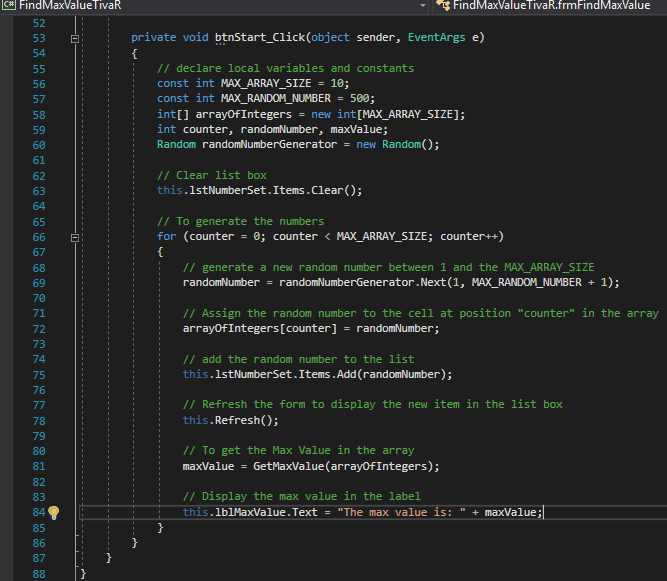 C# FindMaxValueTivaR FindMaxValueTivaR.frmFindMaxValue
52
53 private void btnStart_Click(object sender, EventArgs e)
54 {
55 // declare local variables and constants
56 const int MAX_ARRAY_SIZE = 10;
57 const int MAX_RANDOM_NUMBER = 500;
58 int[] arrayOfIntegers = new int[MAX_ARRAY_SIZE];
59 int counter, randomNumber, maxValue;
60 Random randomNumberGenerator = new Random();
61
62 // Clear list box
63 this.lstNumberSet.Items.Clear();
64
65 // To generate the numbers
66 for (counter = 0; counter < MAX_ARRAY_SIZE; counter++)
67 {
68 // generate a new random number between 1 and the MAX_ARRAY_SIZE
69 randomNumber = randomNumberGenerator.Next(1, MAX_RANDOM_NUMBER + 1);
70
71 // Assign the random number to the cell at position "counter" in the array
72 arrayOfIntegers[counter] = randomNumber;
73
74 // add the random number to the list
75 this.lstNumberSet.Items.Add(randomNumber);
76
77 // Refresh the form to display the new item in the list box
78 this.Refresh();
79
80 // To get the Max Value in the array
81 maxValue = GetMaxValue(arrayOfIntegers);
82
83 // Display the max value in the label
84 this.lblMaxValue.Text = "The max value is: " + maxValue;
85 }
86 }
87 }
88 }